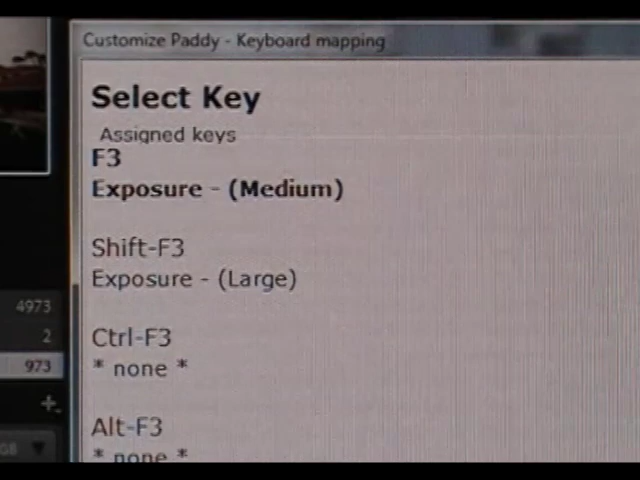 Customize Paddy - Keyboard mapping
Select Key
Assigned keys
F3
Exposure - (Medium)
Shift-F3
Exposure - (Large)
Ctrl-F3
* none *
Alt-F3
* none *
4973
2
973